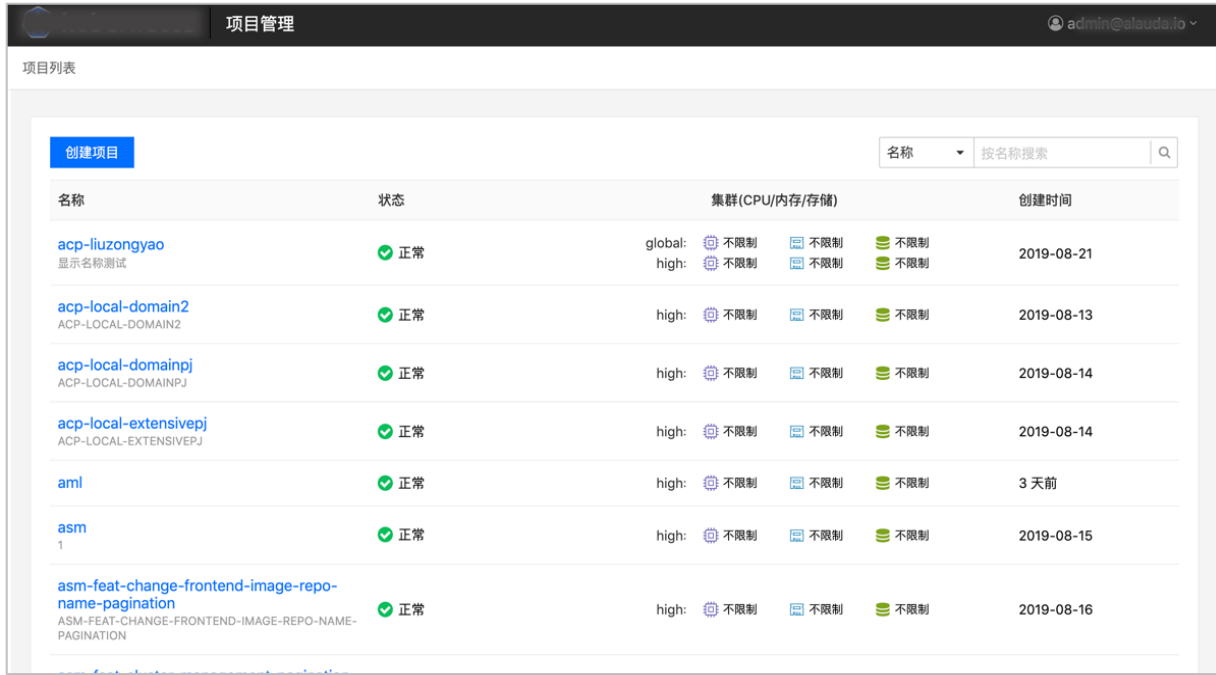 项目管理
admin@alauda.io
项目列表
创建项目
名称
按名称搜索
名称 状态 集群(CPU/内存/存储) 创建时间
acp-liuzongyao
显示名称测试
正常
global: 不限制 不限制 不限制
high: 不限制 不限制 不限制
2019-08-21
acp-local-domain2
ACP-LOCAL-DOMAIN2
正常
high: 不限制 不限制 不限制
2019-08-13
acp-local-domainpj
ACP-LOCAL-DOMAINPJ
正常
high: 不限制 不限制 不限制
2019-08-14
acp-local-extensivepj
ACP-LOCAL-EXTENSIVEPJ
正常
high: 不限制 不限制 不限制
2019-08-14
aml
正常
high: 不限制 不限制 不限制
3 天前
asm
1
正常
high: 不限制 不限制 不限制
2019-08-15
asm-feat-change-frontend-image-repo-
name-pagination
ASM-FEAT-CHANGE-FRONTEND-IMAGE-REPO-NAME-
PAGINATION
正常
high: 不限制 不限制 不限制
2019-08-16